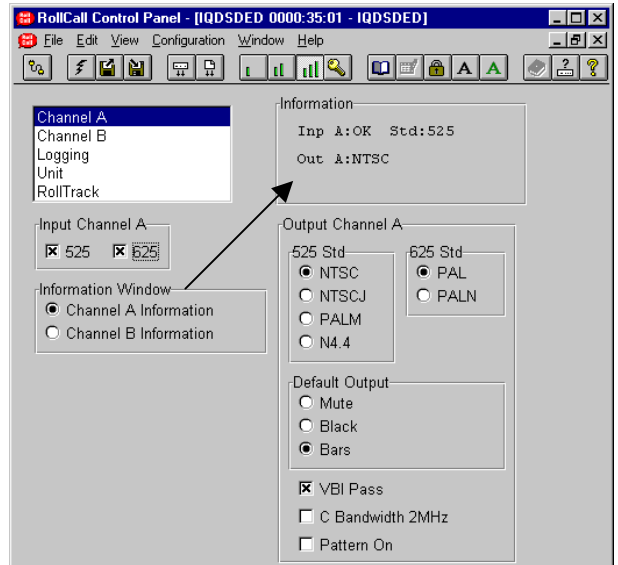 RollCall Control Panel - [IQDSDED 0000:35:01 - IQDSDED]
File Edit View Configuration Window Help
A A ? ?
Channel A
Channel B
Logging
Unit
RollTrack
Information
Inp A:OK Std:525
Out A:NTSC
Input Channel A
525 625
Information Window
Channel A Information
Channel B Information
Output Channel A
525 Std
NTSC
NTSCJ
PALM
N4.4
625 Std
PAL
PALN
Default Output
Mute
Black
Bars
VBI Pass
C Bandwidth 2MHz
Pattern On